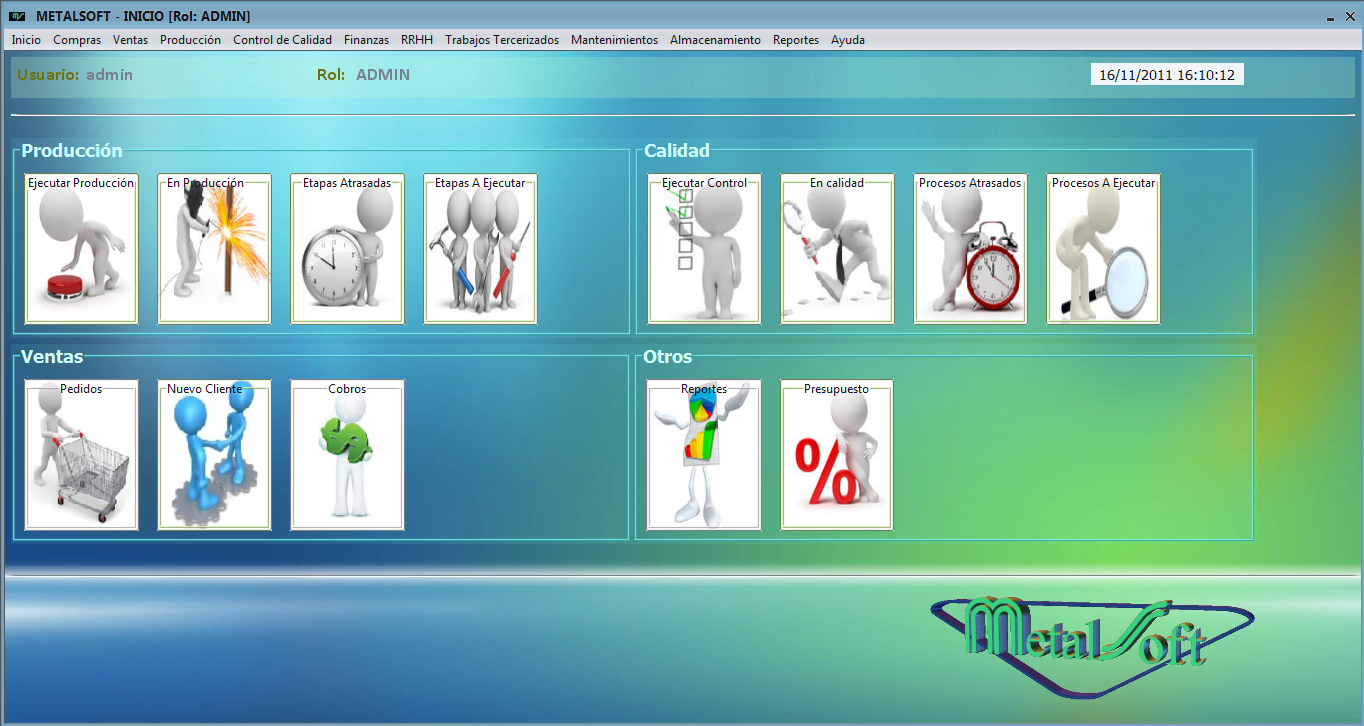 METALSOFT - INICIO [Rol: ADMIN]
Inicio Compras Ventas Producción Control de Calidad Finanzas RRHH Trabajos Tercerizados Mantenimientos Almacenamiento Reportes Ayuda
Usuario: admin Rol: ADMIN 16/11/2011 16:10:12
Producción
Ejecutar Producción En Producción Etapas Atrasadas Etapas A Ejecutar
Calidad
Ejecutar Control En calidad Procesos Atrasados Procesos A Ejecutar
Ventas
Pedidos Nuevo Cliente Cobros
Otros
Reportes Presupuesto
%
MetalSoft